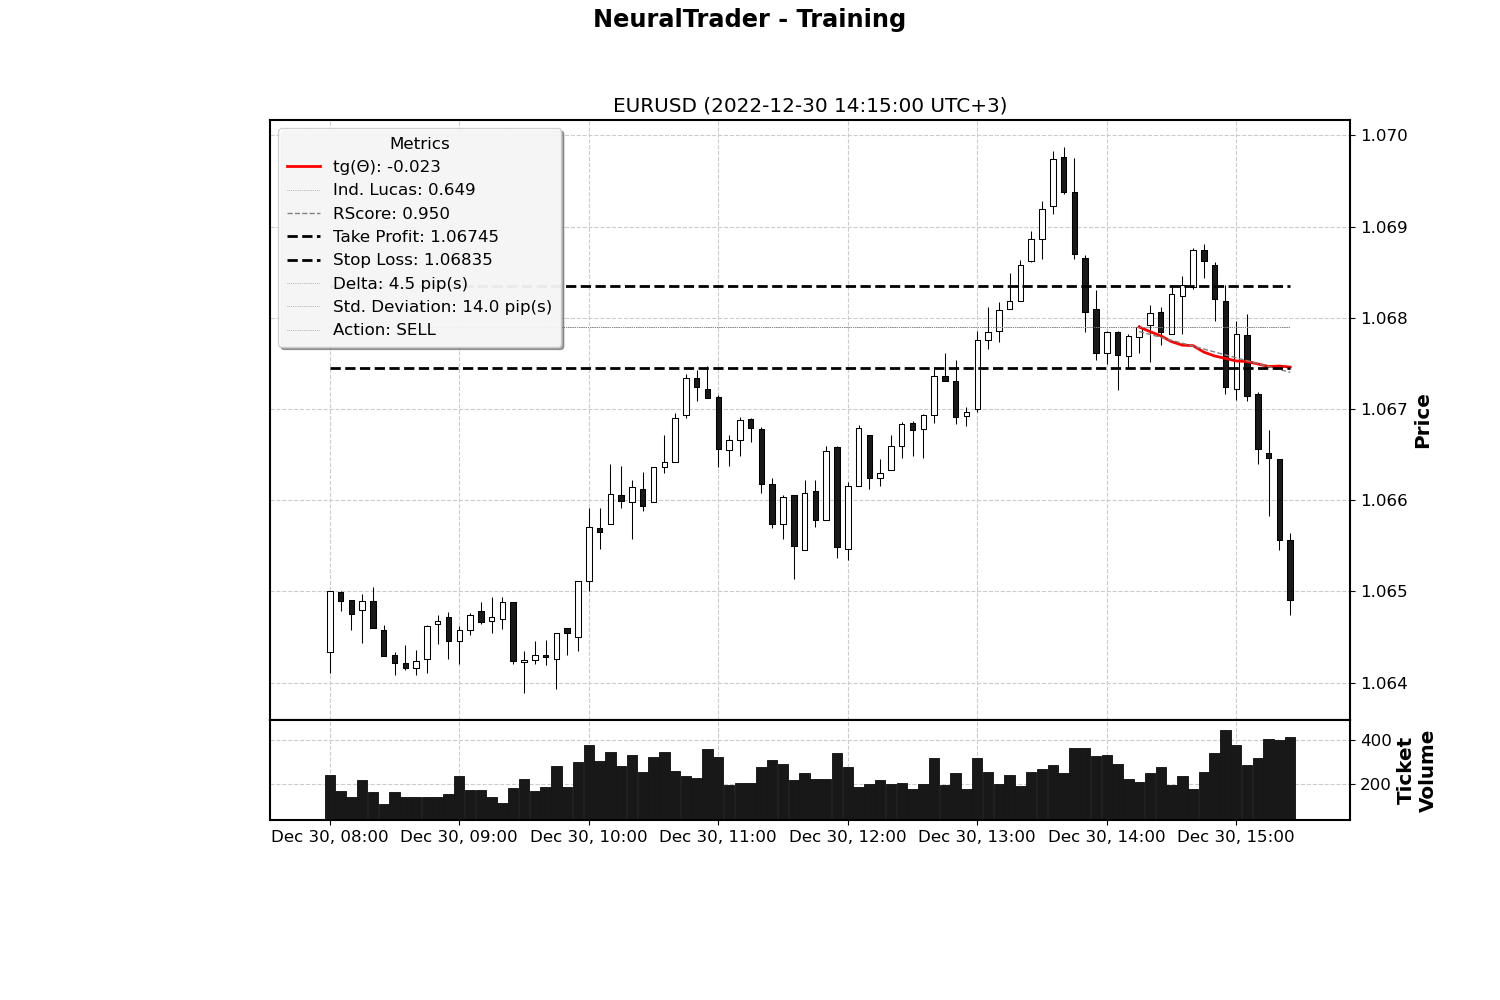 NeuralTrader - Training
EURUSD (2022-12-30 14:15:00 UTC+3)
Metrics
tg(Θ): -0.023
Ind. Lucas: 0.649
RScore: 0.950
Take Profit: 1.06745
Stop Loss: 1.06835
Delta: 4.5 pip(s)
Std. Deviation: 14.0 pip(s)
Action: SELL
1.070
1.069
1.068
1.067
1.066
1.065
1.064
Price
400
200
Ticket
Volume
Dec 30, 08:00
Dec 30, 09:00
Dec 30, 10:00
Dec 30, 11:00
Dec 30, 12:00
Dec 30, 13:00
Dec 30, 14:00
Dec 30, 15:00